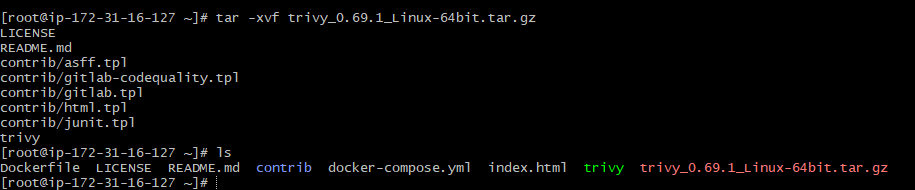 [root@ip-172-31-16-127 ~]# tar -xvf trivy_0.69.1_Linux-64bit.tar.gz
LICENSE
README.md
contrib/asff.tpl
contrib/gitlab-codequality.tpl
contrib/gitlab.tpl
contrib/html.tpl
contrib/junit.tpl
trivy
[root@ip-172-31-16-127 ~]# ls
Dockerfile  LICENSE  README.md  contrib  docker-compose.yml  index.html  trivy  trivy_0.69.1_Linux-64bit.tar.gz
[root@ip-172-31-16-127 ~]#